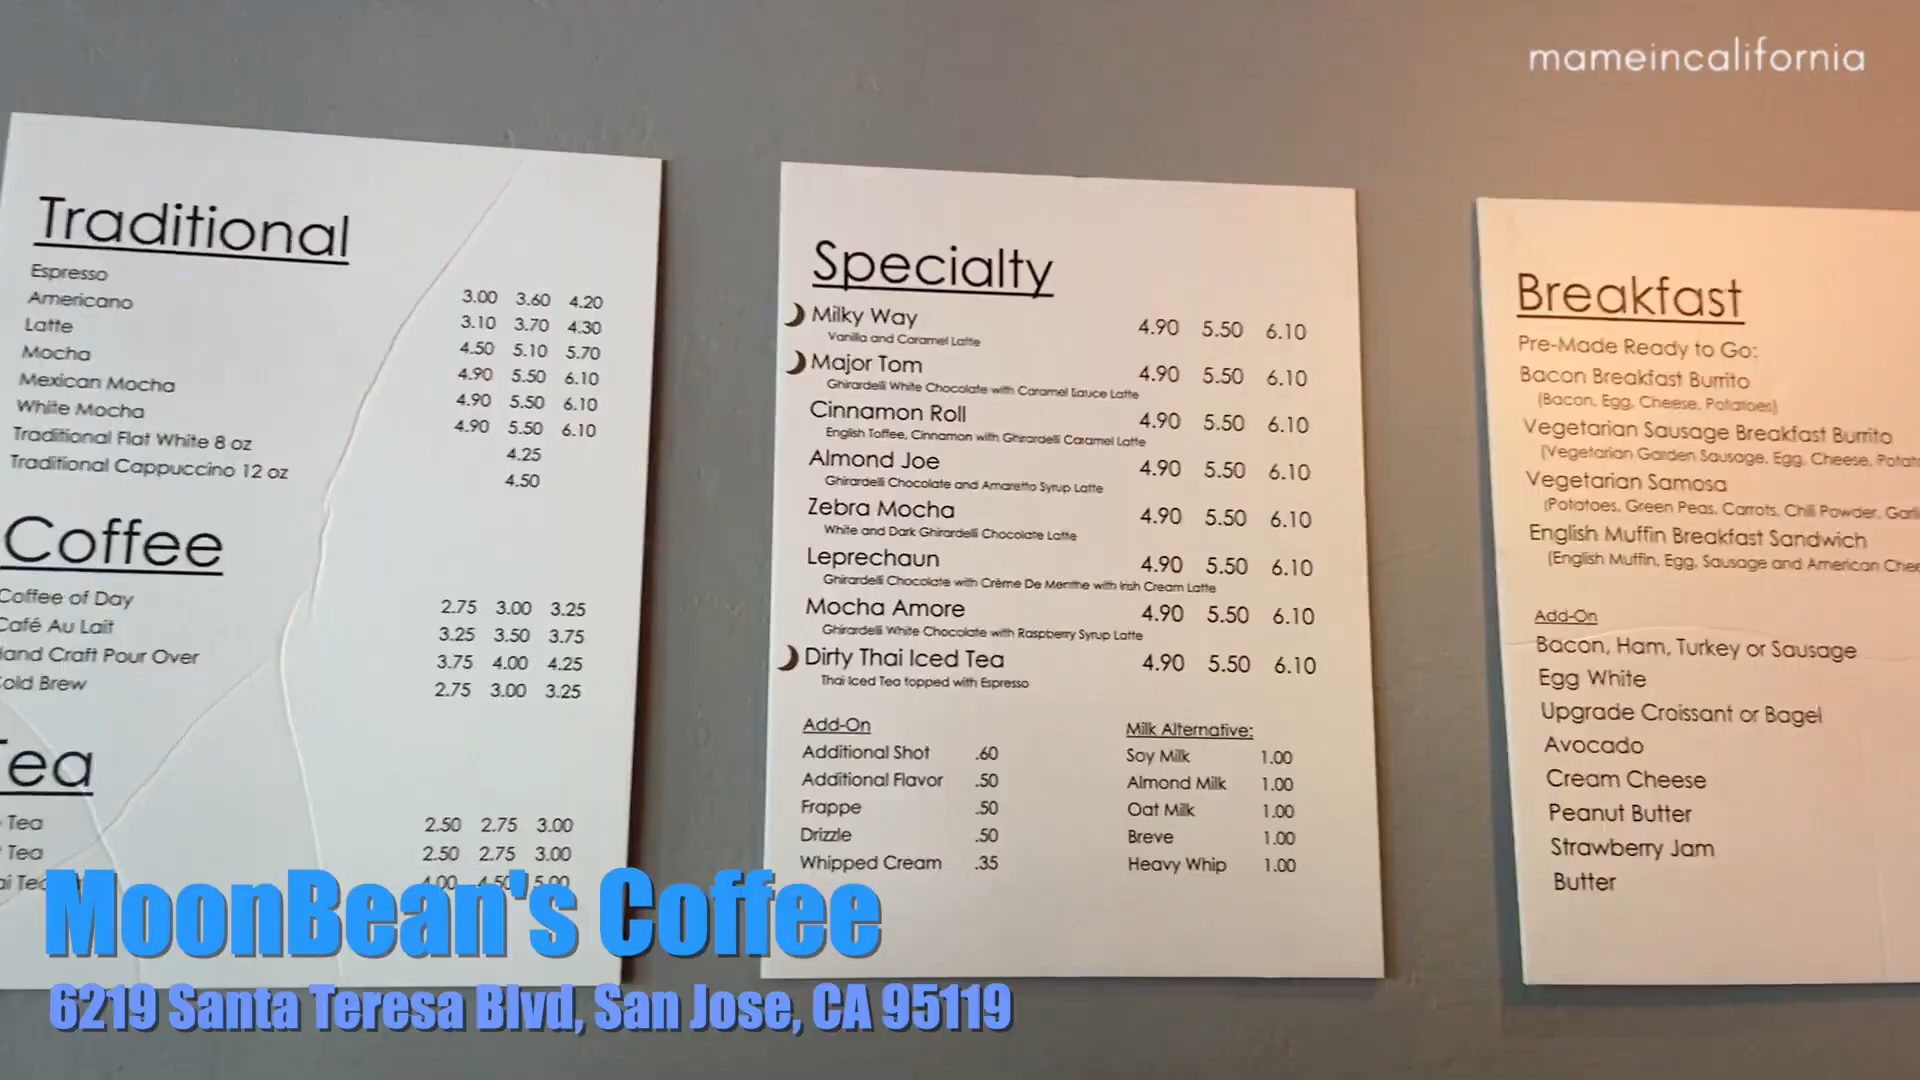 mameincalifornia
Traditional
Espresso 3.00 3.60 4.20
Americano 3.10 3.70 4.30
Latte 4.50 5.10 5.70
Mocha 4.90 5.50 6.10
Mexican Mocha 4.90 5.50 6.10
White Mocha 4.90 5.50 6.10
Traditional Flat White 8 oz 4.25
Traditional Cappuccino 12 oz 4.50
Coffee
Coffee of Day 2.75 3.00 3.25
Café Au Lait 3.25 3.50 3.75
Hand Craft Pour Over 3.75 4.00 4.25
Cold Brew 2.75 3.00 3.25
Tea
Tea 2.50 2.75 3.00
Tea 2.50 2.75 3.00
4.00 4.50 5.00
Specialty
Milky Way 4.90 5.50 6.10
Vanilla and Caramel Latte
Major Tom 4.90 5.50 6.10
Ghirardelli White Chocolate with Caramel Sauce Latte
Cinnamon Roll 4.90 5.50 6.10
English Toffee, Cinnamon with Ghirardelli Caramel Latte
Almond Joe 4.90 5.50 6.10
Ghirardelli Chocolate and Amaretto Syrup Latte
Zebra Mocha 4.90 5.50 6.10
White and Dark Ghirardelli Chocolate Latte
Leprechaun 4.90 5.50 6.10
Ghirardelli Chocolate with Crème De Menthe with Irish Cream Latte
Mocha Amore 4.90 5.50 6.10
Ghirardelli White Chocolate with Raspberry Syrup Latte
Dirty Thai Iced Tea 4.90 5.50 6.10
Thai Iced Tea topped with Espresso
Add-On
Additional Shot .60
Additional Flavor .50
Frappe .50
Drizzle .50
Whipped Cream .35
Milk Alternative:
Soy Milk 1.00
Almond Milk 1.00
Oat Milk 1.00
Breve 1.00
Heavy Whip 1.00
Breakfast
Pre-Made Ready to Go:
Bacon Breakfast Burrito
(Bacon, Egg, Cheese, Potatoes)
Vegetarian Sausage Breakfast Burrito
(Vegetarian Garden Sausage, Egg, Cheese, Potat
Vegetarian Samosa
(Potatoes, Green Peas, Carrots, Chili Powder, Garli
English Muffin Breakfast Sandwich
(English Muffin, Egg, Sausage and American Chee
Add-On
Bacon, Ham, Turkey or Sausage
Egg White
Upgrade Croissant or Bagel
Avocado
Cream Cheese
Peanut Butter
Strawberry Jam
Butter
MoonBean's Coffee
6219 Santa Teresa Blvd, San Jose, CA 95119